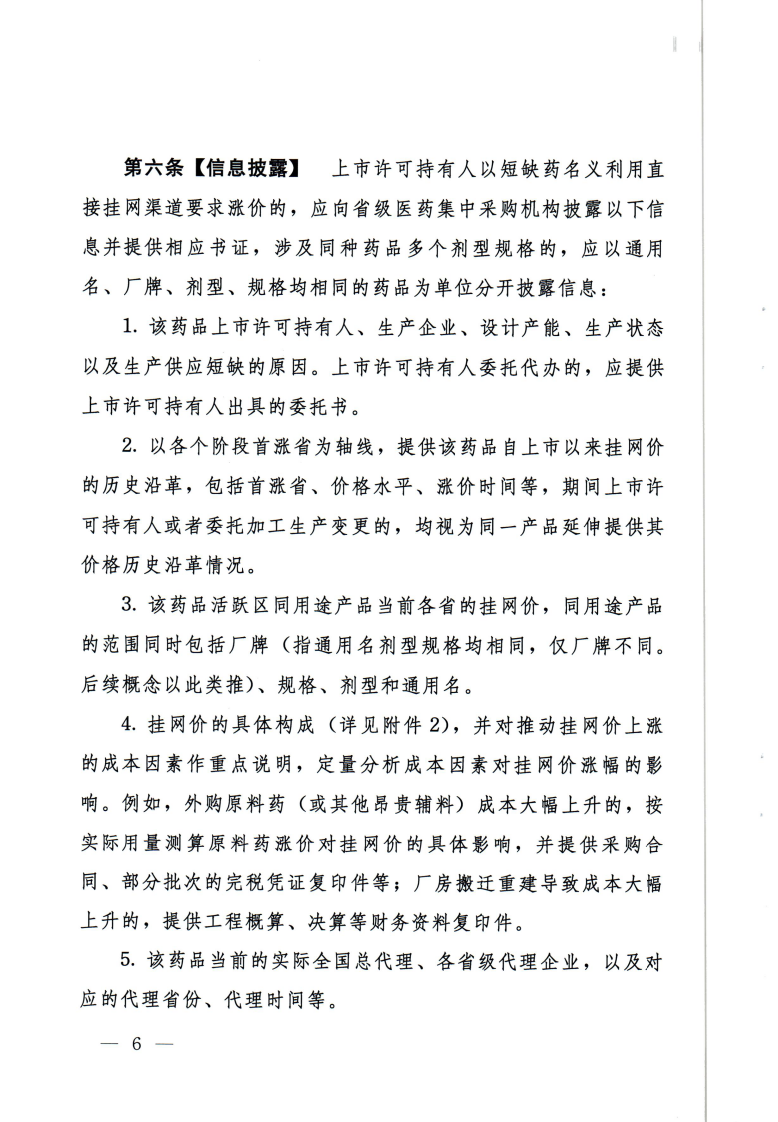 第六条【信息披露】 上市许可持有人以短缺药名义利用直
接挂网渠道要求涨价的，应向省级医药集中采购机构披露以下信
息并提供相应书证，涉及同种药品多个剂型规格的，应以通用
名、厂牌、剂型、规格均相同的药品为单位分开披露信息：
1. 该药品上市许可持有人、生产企业、设计产能、生产状态
以及生产供应短缺的原因。上市许可持有人委托代办的，应提供
上市许可持有人出具的委托书。
2. 以各个阶段首涨省为轴线，提供该药品自上市以来挂网价
的历史沿革，包括首涨省、价格水平、涨价时间等，期间上市许
可持有人或者委托加工生产变更的，均视为同一产品延伸提供其
价格历史沿革情况。
3. 该药品活跃区同用途产品当前各省的挂网价，同用途产品
的范围同时包括厂牌（指通用名剂型规格均相同，仅厂牌不同。
后续概念以此类推）、规格、剂型和通用名。
4. 挂网价的具体构成（详见附件2），并对推动挂网价上涨
的成本因素作重点说明，定量分析成本因素对挂网价涨幅的影
响。例如，外购原料药（或其他昂贵辅料）成本大幅上升的，按
实际用量测算原料药涨价对挂网价的具体影响，并提供采购合
同、部分批次的完税凭证复印件等；厂房搬迁重建导致成本大幅
上升的，提供工程概算、决算等财务资料复印件。
5. 该药品当前的实际全国总代理、各省级代理企业，以及对
应的代理省份、代理时间等。
— 6 —